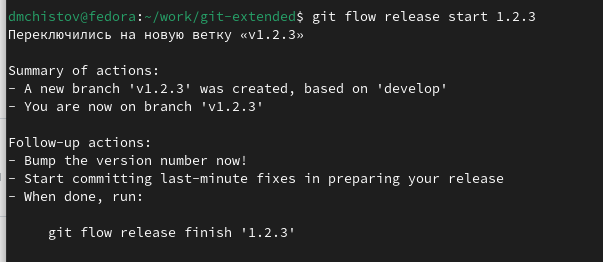 dmchistov@fedora:~/work/git-extended$ git flow release start 1.2.3
Переключились на новую ветку «v1.2.3»
Summary of actions:
- A new branch 'v1.2.3' was created, based on 'develop'
- You are now on branch 'v1.2.3'
Follow-up actions:
- Bump the version number now!
- Start committing last-minute fixes in preparing your release
- When done, run:
git flow release finish '1.2.3'